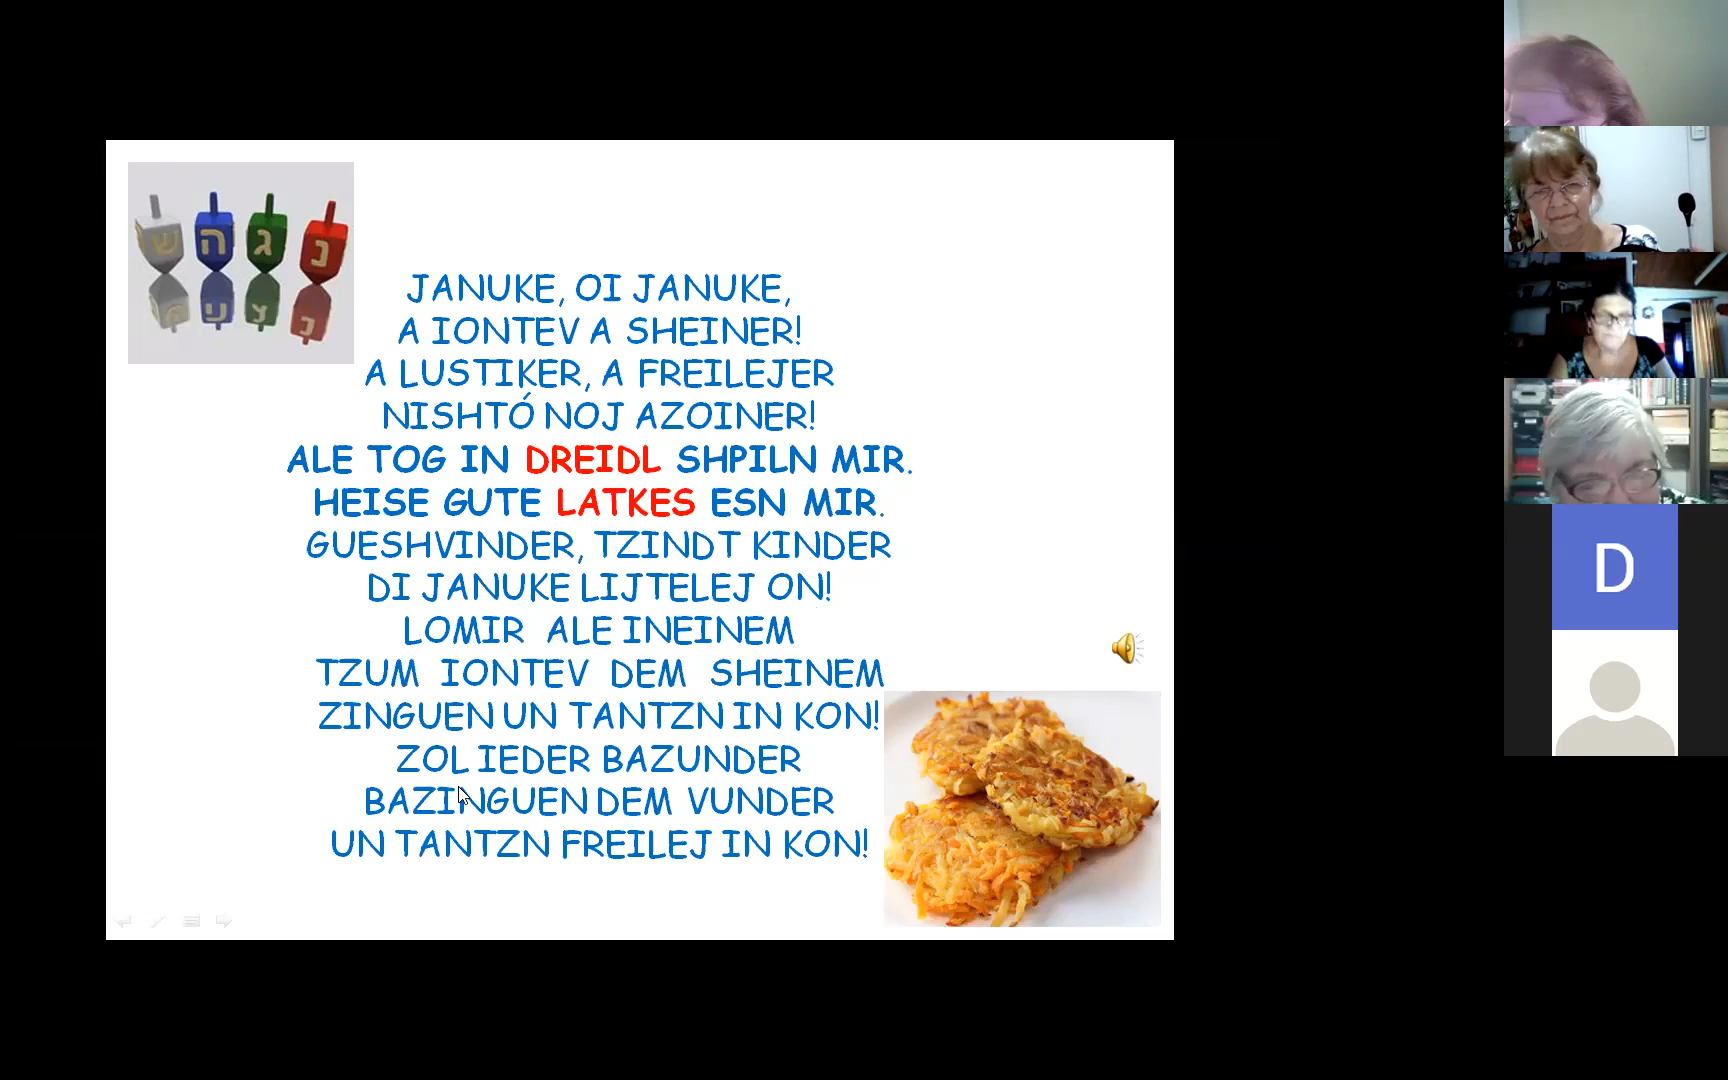 ש ה ג נ
JANUKE, OI JANUKE,
A IONTEV A SHEINER!
A LUSTIKER, A FREILEJER
NISHTÓ NOJ AZOINER!
ALE TOG IN DREIDL SHPILN MIR.
HEISE GUTE LATKES ESN MIR.
GUESHVINDER, TZINDT KINDER
DI JANUKE LIJTELEJ ON!
LOMIR ALE INEINEM
TZUM IONTEV DEM SHEINEM
ZINGUEN UN TANTZN IN KON!
ZOL IEDER BAZUNDER
BAZINGUEN DEM VUNDER
UN TANTZN FREILEJ IN KON!
D